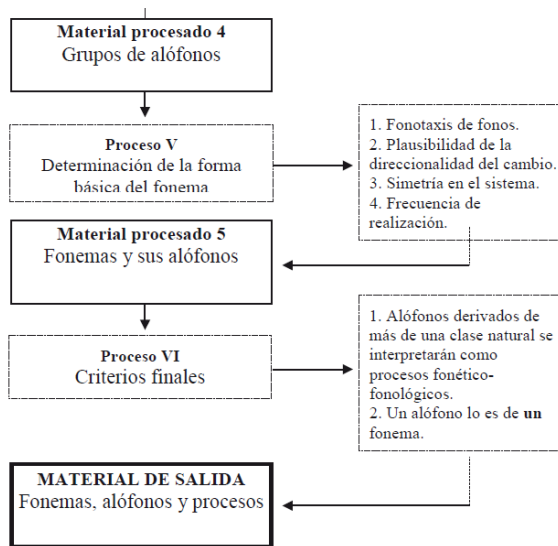 Material procesado 4
Grupos de alófonos
Proceso V
Determinación de la forma
básica del fonema
1. Fonotaxis de fonos.
2. Plausibilidad de la
direccionalidad del cambio.
3. Simetría en el sistema.
4. Frecuencia de
realización.
Material procesado 5
Fonemas y sus alófonos
Proceso VI
Criterios finales
1. Alófonos derivados de
más de una clase natural se
interpretarán como
procesos fonético-
fonológicos.
2. Un alófono lo es de un
fonema.
MATERIAL DE SALIDA
Fonemas, alófonos y procesos